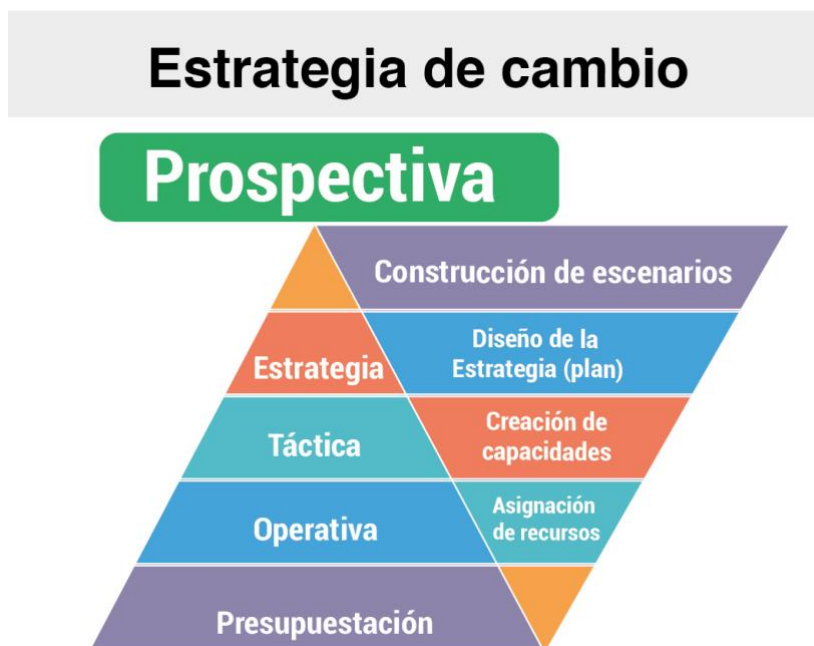 Estrategia de cambio
Prospectiva
Construcción de escenarios
Estrategia
Diseño de la
Estrategia (plan)
Táctica
Creación de
capacidades
Operativa
Asignación
de recursos
Presupuestación